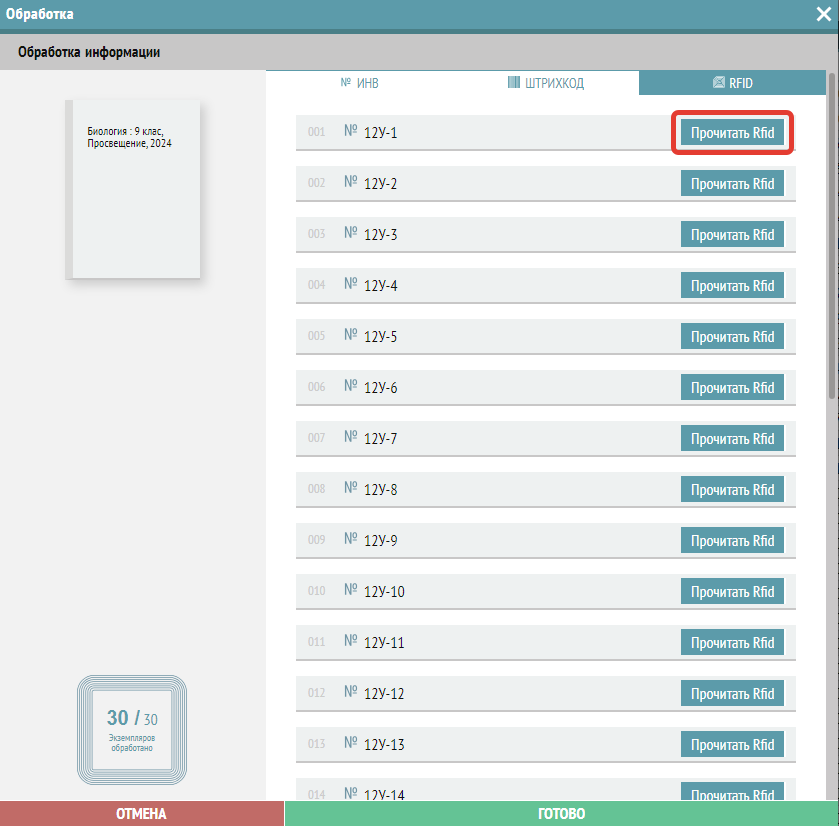 Обработка
Обработка информации
Биология : 9 клас,
Просвещение, 2024
30 / 30
Экземпляров
обработано
№ ИНВ
ШТРИХКОД
RFID
001 № 12У-1 Прочитать Rfid
002 № 12У-2 Прочитать Rfid
003 № 12У-3 Прочитать Rfid
004 № 12У-4 Прочитать Rfid
005 № 12У-5 Прочитать Rfid
006 № 12У-6 Прочитать Rfid
007 № 12У-7 Прочитать Rfid
008 № 12У-8 Прочитать Rfid
009 № 12У-9 Прочитать Rfid
010 № 12У-10 Прочитать Rfid
011 № 12У-11 Прочитать Rfid
012 № 12У-12 Прочитать Rfid
013 № 12У-13 Прочитать Rfid
014 № 12У-14 Прочитать Rfid
ОТМЕНА
ГОТОВО